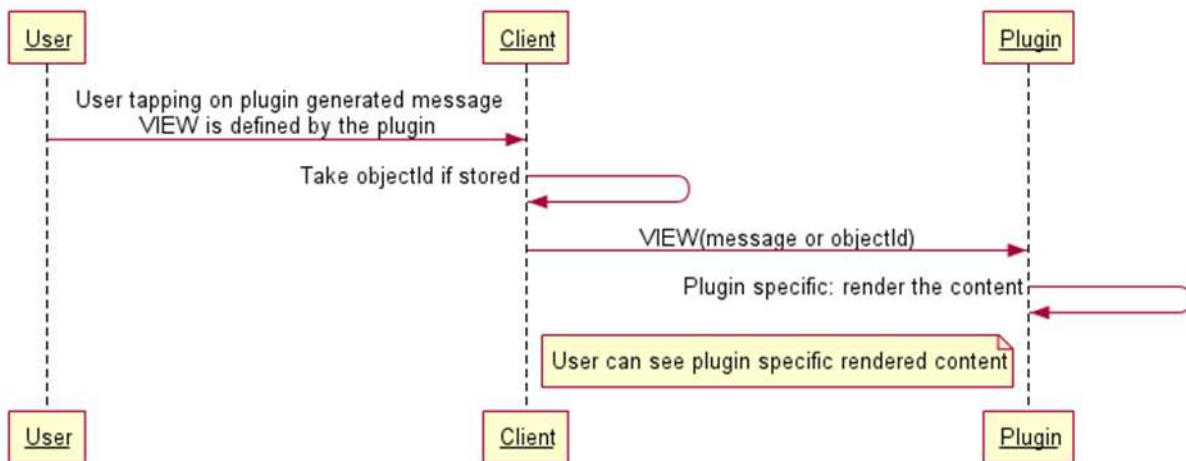 User Client Plugin
User tapping on plugin generated message
VIEW is defined by the plugin
Take objectId if stored
VIEW(message or objectId)
Plugin specific: render the content
User can see plugin specific rendered content
User Client Plugin